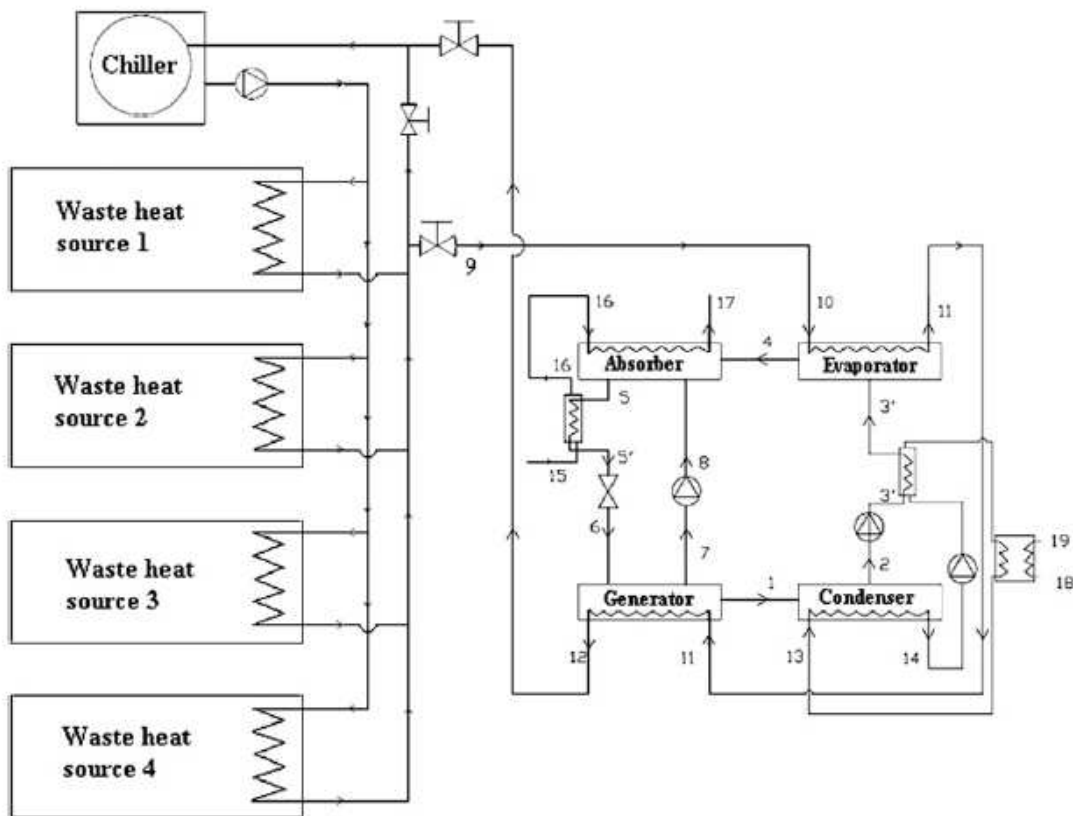 Chiller
Waste heat
source 1
9
10
11
16
17
4
Absorber
Evaporator
16
5
3'
Waste heat
source 2
5'
15
8
3'
6
19
7
2
18
Waste heat
source 3
1
Generator
Condenser
12
11
13
14
Waste heat
source 4